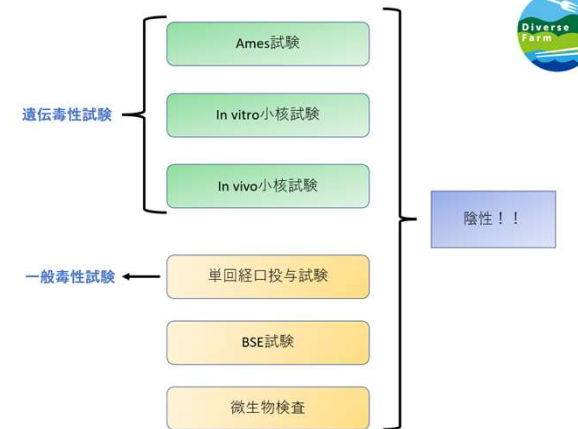 Diverse
Farm
Ames試験
遺伝毒性試験
In vitro小核試験
In vivo小核試験
陰性！！
一般毒性試験
単回経口投与試験
BSE試験
微生物検査